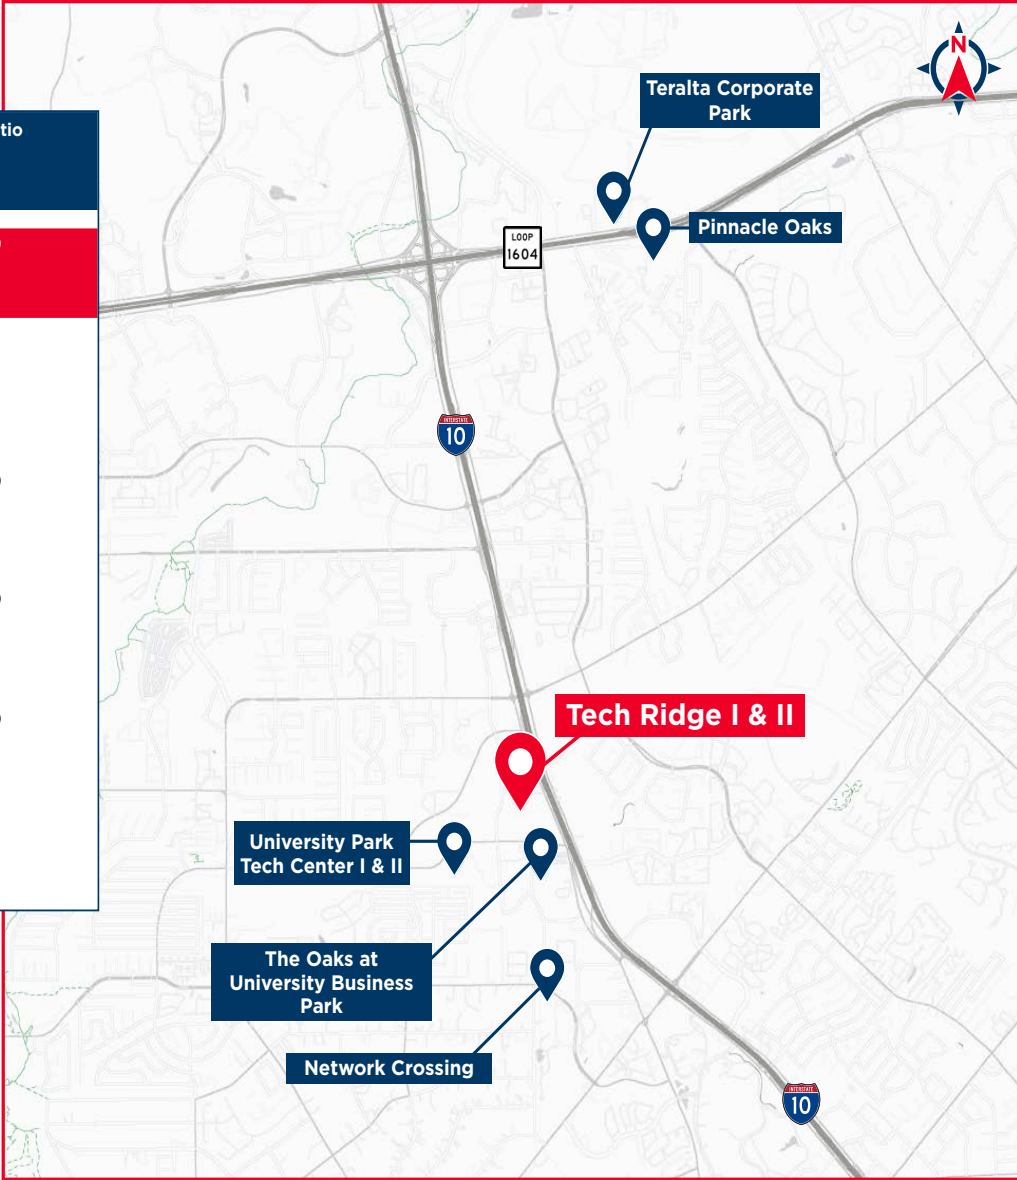 N
Teralta Corporate
Park
tio
Pinnacle Oaks
LOOP
1604
INTERSTATE
10
Tech Ridge I & II
University Park
Tech Center I & II
The Oaks at
University Business
Park
Network Crossing
INTERSTATE
10